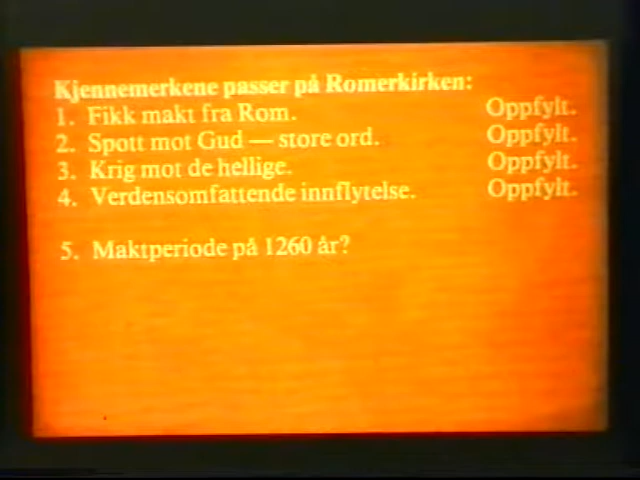 Kjennemerkene passer på Romerkirken:
1. Fikk makt fra Rom. Oppfylt.
2. Spott mot Gud — store ord. Oppfylt.
3. Krig mot de hellige. Oppfylt.
4. Verdensomfattende innflytelse. Oppfylt.
5. Maktperiode på 1260 år?